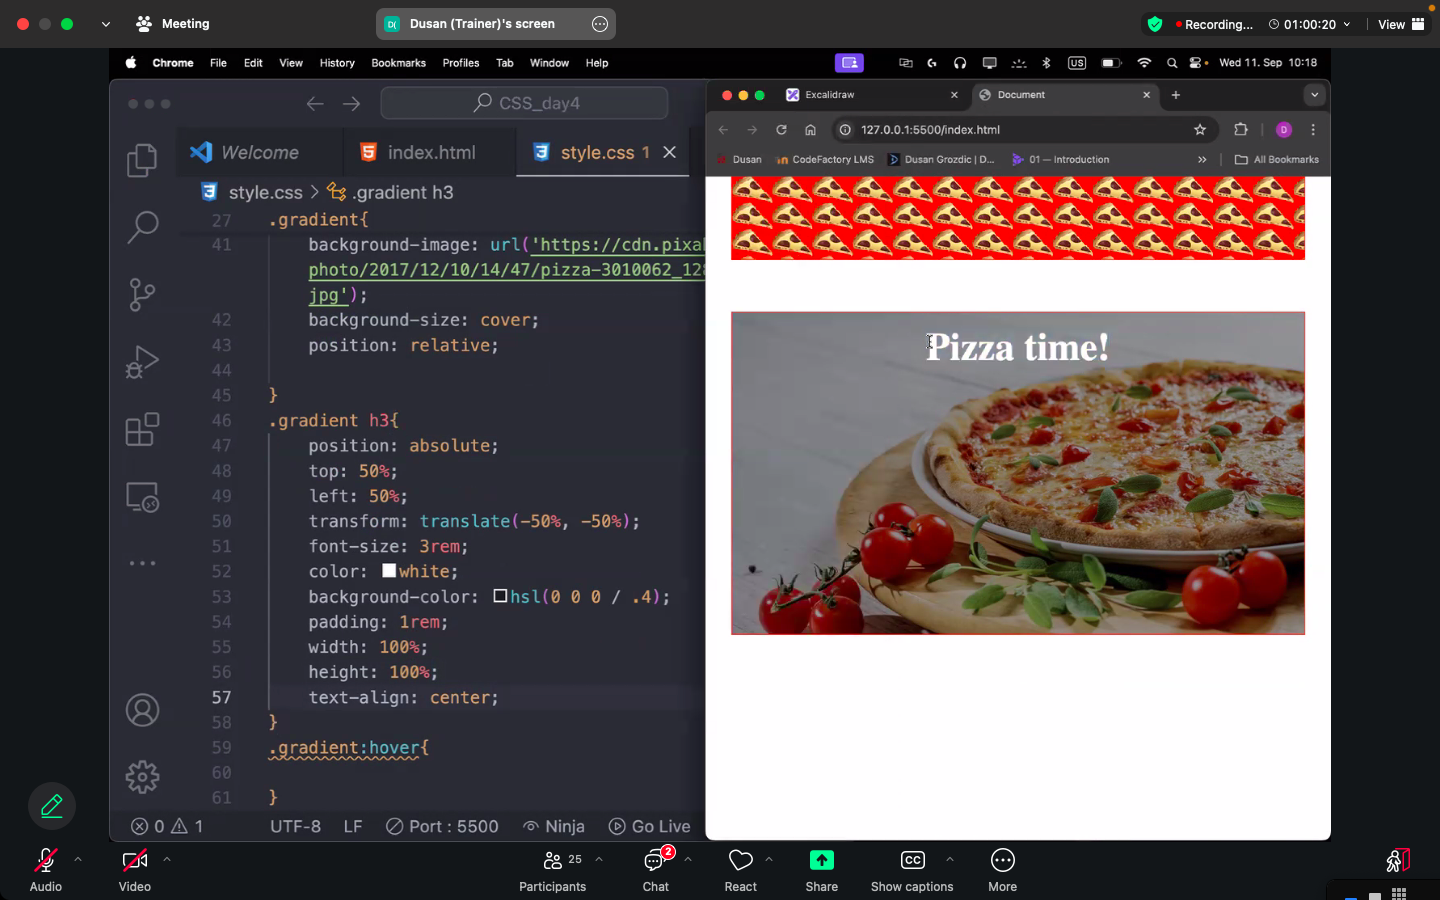 Meeting
D( Dusan (Trainer)'s screen
Recording...
01:00:20
View
Chrome File Edit View History Bookmarks Profiles Tab Window Help
US
Wed 11. Sep 10:18
CSS_day4
Welcome
index.html
style.css 1
style.css > .gradient h3
27 .gradient{
41 background-image: url('https://cdn.pixa
photo/2017/12/10/14/47/pizza-3010062_128
jpg');
42 background-size: cover;
43 position: relative;
44
45 }
46 .gradient h3{
47 position: absolute;
48 top: 50%;
49 left: 50%;
50 transform: translate(-50%, -50%);
51 font-size: 3rem;
52 color: white;
53 background-color: hsl(0 0 0 / .4);
54 padding: 1rem;
55 width: 100%;
56 height: 100%;
57 text-align: center;
58 }
59 .gradient:hover{
60
61 }
0 1 UTF-8 LF Port : 5500 Ninja Go Live
Excalidraw
Document
127.0.0.1:5500/index.html
D
Dusan CodeFactory LMS Dusan Grozdic | D... 01 — Introduction » All Bookmarks
Pizza time!
Audio
Video
25
Participants
2
Chat
React
Share
CC
Show captions
More